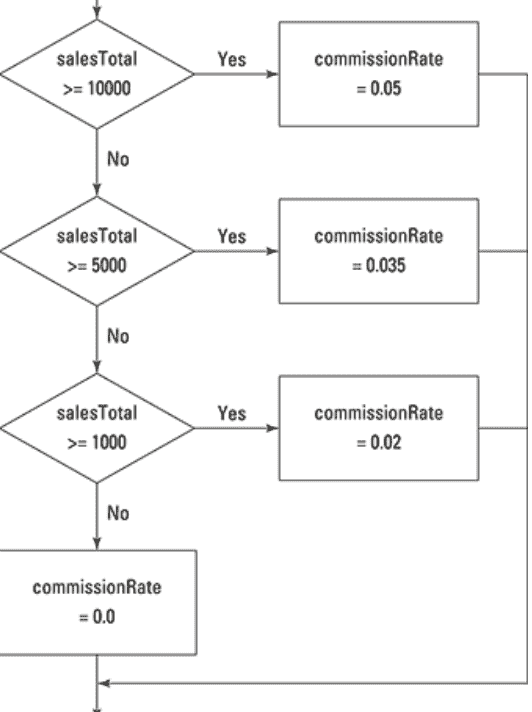 salesTotal
>= 10000
Yes
commissionRate
= 0.05
No
salesTotal
>= 5000
Yes
commissionRate
= 0.035
No
salesTotal
>= 1000
Yes
commissionRate
= 0.02
No
commissionRate
= 0.0